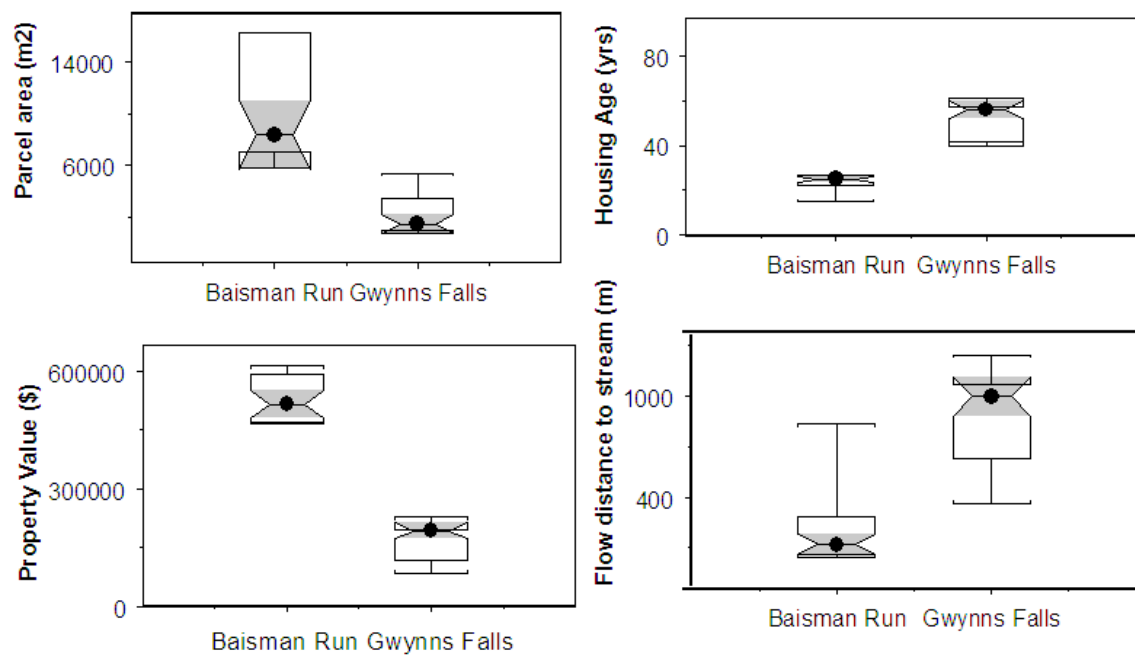 Parcel area (m2)
14000
6000
Baisman Run Gwynns Falls
Housing Age (yrs)
80
40
0
Baisman Run Gwynns Falls
Property Value ($)
600000
300000
0
Baisman Run Gwynns Falls
Flow distance to stream (m)
1000
400
Baisman Run Gwynns Falls